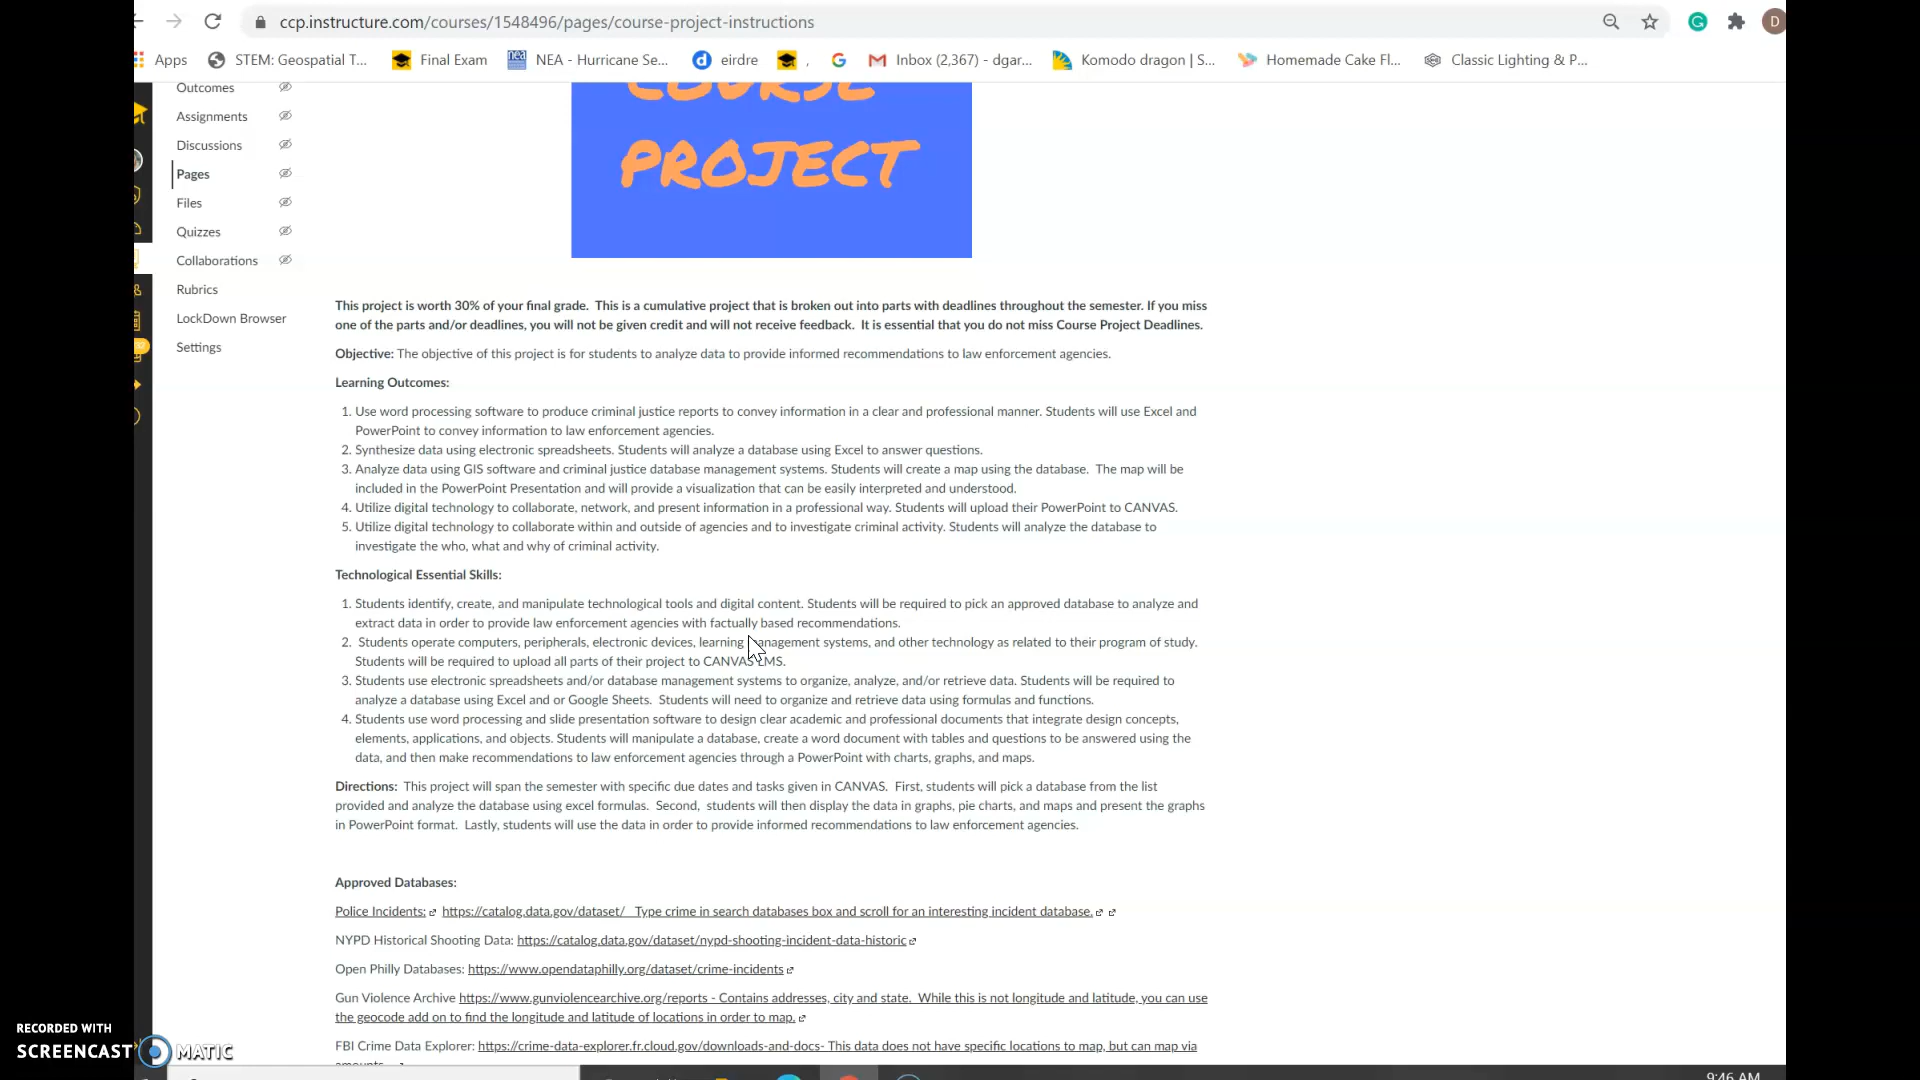 ccp.instructure.com/courses/1548496/pages/course-project-instructions
D
Apps STEM: Geospatial T... Final Exam nea NEA - Hurricane Se... d eirdre , G Inbox (2,367) - dgar... Komodo dragon | S... Homemade Cake Fl... Classic Lighting & P...
Outcomes
Assignments
Discussions
Pages
Files
Quizzes
Collaborations
Rubrics
LockDown Browser
Settings
COURSE
PROJECT
This project is worth 30% of your final grade.  This is a cumulative project that is broken out into parts with deadlines throughout the semester. If you miss
one of the parts and/or deadlines, you will not be given credit and will not receive feedback.  It is essential that you do not miss Course Project Deadlines.
Objective: The objective of this project is for students to analyze data to provide informed recommendations to law enforcement agencies.
Learning Outcomes:
1. Use word processing software to produce criminal justice reports to convey information in a clear and professional manner. Students will use Excel and
PowerPoint to convey information to law enforcement agencies.
2. Synthesize data using electronic spreadsheets. Students will analyze a database using Excel to answer questions.
3. Analyze data using GIS software and criminal justice database management systems. Students will create a map using the database.  The map will be
included in the PowerPoint Presentation and will provide a visualization that can be easily interpreted and understood.
4. Utilize digital technology to collaborate, network, and present information in a professional way. Students will upload their PowerPoint to CANVAS.
5. Utilize digital technology to collaborate within and outside of agencies and to investigate criminal activity. Students will analyze the database to
investigate the who, what and why of criminal activity.
Technological Essential Skills:
1. Students identify, create, and manipulate technological tools and digital content. Students will be required to pick an approved database to analyze and
extract data in order to provide law enforcement agencies with factually based recommendations.
2.  Students operate computers, peripherals, electronic devices, learning management systems, and other technology as related to their program of study.
Students will be required to upload all parts of their project to CANVAS LMS.
3. Students use electronic spreadsheets and/or database management systems to organize, analyze, and/or retrieve data. Students will be required to
analyze a database using Excel and or Google Sheets.  Students will need to organize and retrieve data using formulas and functions.
4. Students use word processing and slide presentation software to design clear academic and professional documents that integrate design concepts,
elements, applications, and objects. Students will manipulate a database, create a word document with tables and questions to be answered using the
data, and then make recommendations to law enforcement agencies through a PowerPoint with charts, graphs, and maps.
Directions:  This project will span the semester with specific due dates and tasks given in CANVAS.  First, students will pick a database from the list
provided and analyze the database using excel formulas.  Second,  students will then display the data in graphs, pie charts, and maps and present the graphs
in PowerPoint format.  Lastly, students will use the data in order to provide informed recommendations to law enforcement agencies.
Approved Databases:
Police Incidents: https://catalog.data.gov/dataset/   Type crime in search databases box and scroll for an interesting incident database.
NYPD Historical Shooting Data: https://catalog.data.gov/dataset/nypd-shooting-incident-data-historic
Open Philly Databases: https://www.opendataphilly.org/dataset/crime-incidents
Gun Violence Archive https://www.gunviolencearchive.org/reports - Contains addresses, city and state.  While this is not longitude and latitude, you can use
the geocode add on to find the longitude and latitude of locations in order to map.
FBI Crime Data Explorer: https://crime-data-explorer.fr.cloud.gov/downloads-and-docs- This data does not have specific locations to map, but can map via
amounts.
RECORDED WITH
SCREENCAST MATIC
9:46 AM